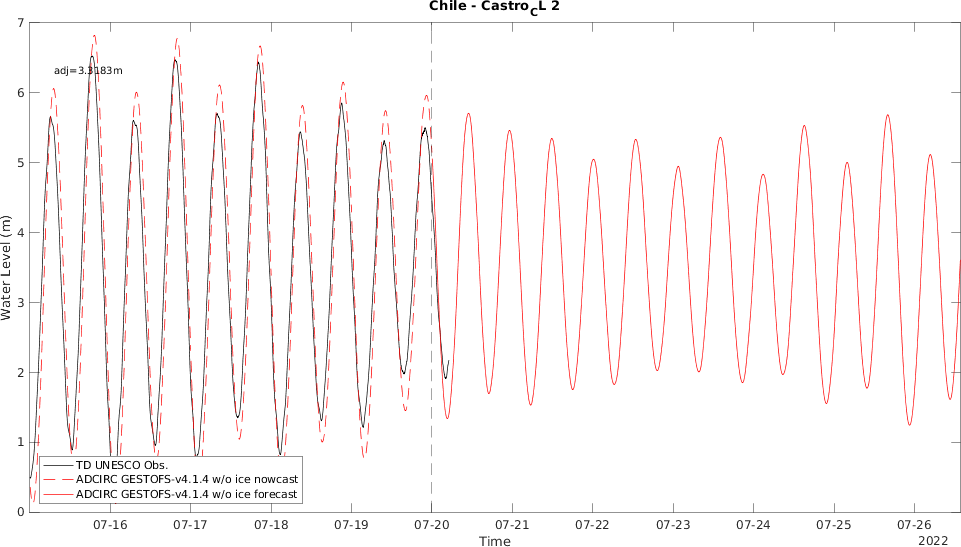 Chile - CastroCL 2
7
adj=3.3183m
6
5
4
3
2
1
0
Water Level (m)
TD UNESCO Obs.
ADCIRC GESTOFS-v4.1.4 w/o ice nowcast
ADCIRC GESTOFS-v4.1.4 w/o ice forecast
07-16 07-17 07-18 07-19 07-20 07-21 07-22 07-23 07-24 07-25 07-26
Time
2022